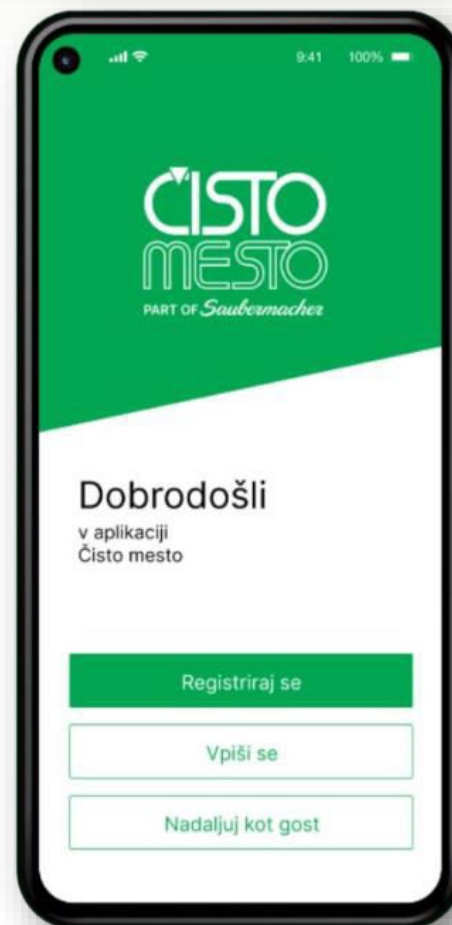 9:41 100%
ČISTO
MESTO
PART OF Saubermacher
Dobrodošli
v aplikaciji
Čisto mesto
Registriraj se
Vpiši se
Nadaljuj kot gost